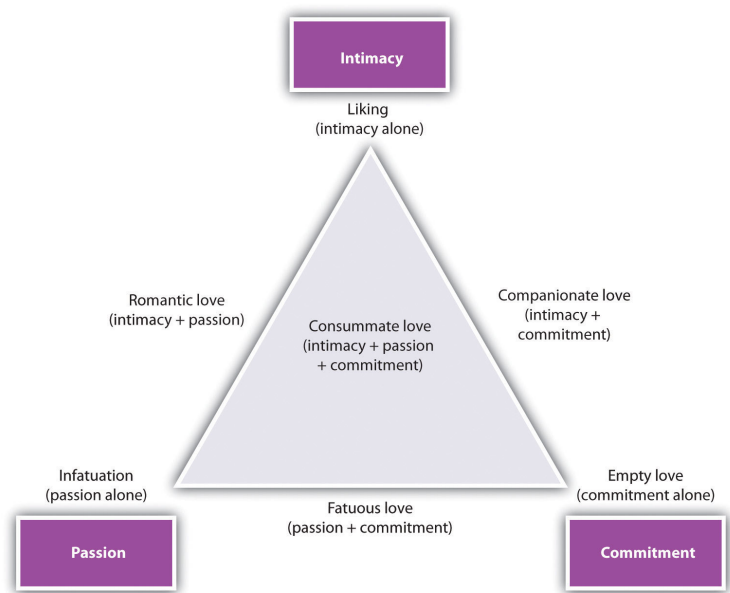 Intimacy
Liking
(intimacy alone)
Romantic love
(intimacy + passion)
Companionate love
(intimacy +
commitment)
Consummate love
(intimacy + passion
+ commitment)
Infatuation
(passion alone)
Empty love
(commitment alone)
Fatuous love
(passion + commitment)
Passion
Commitment